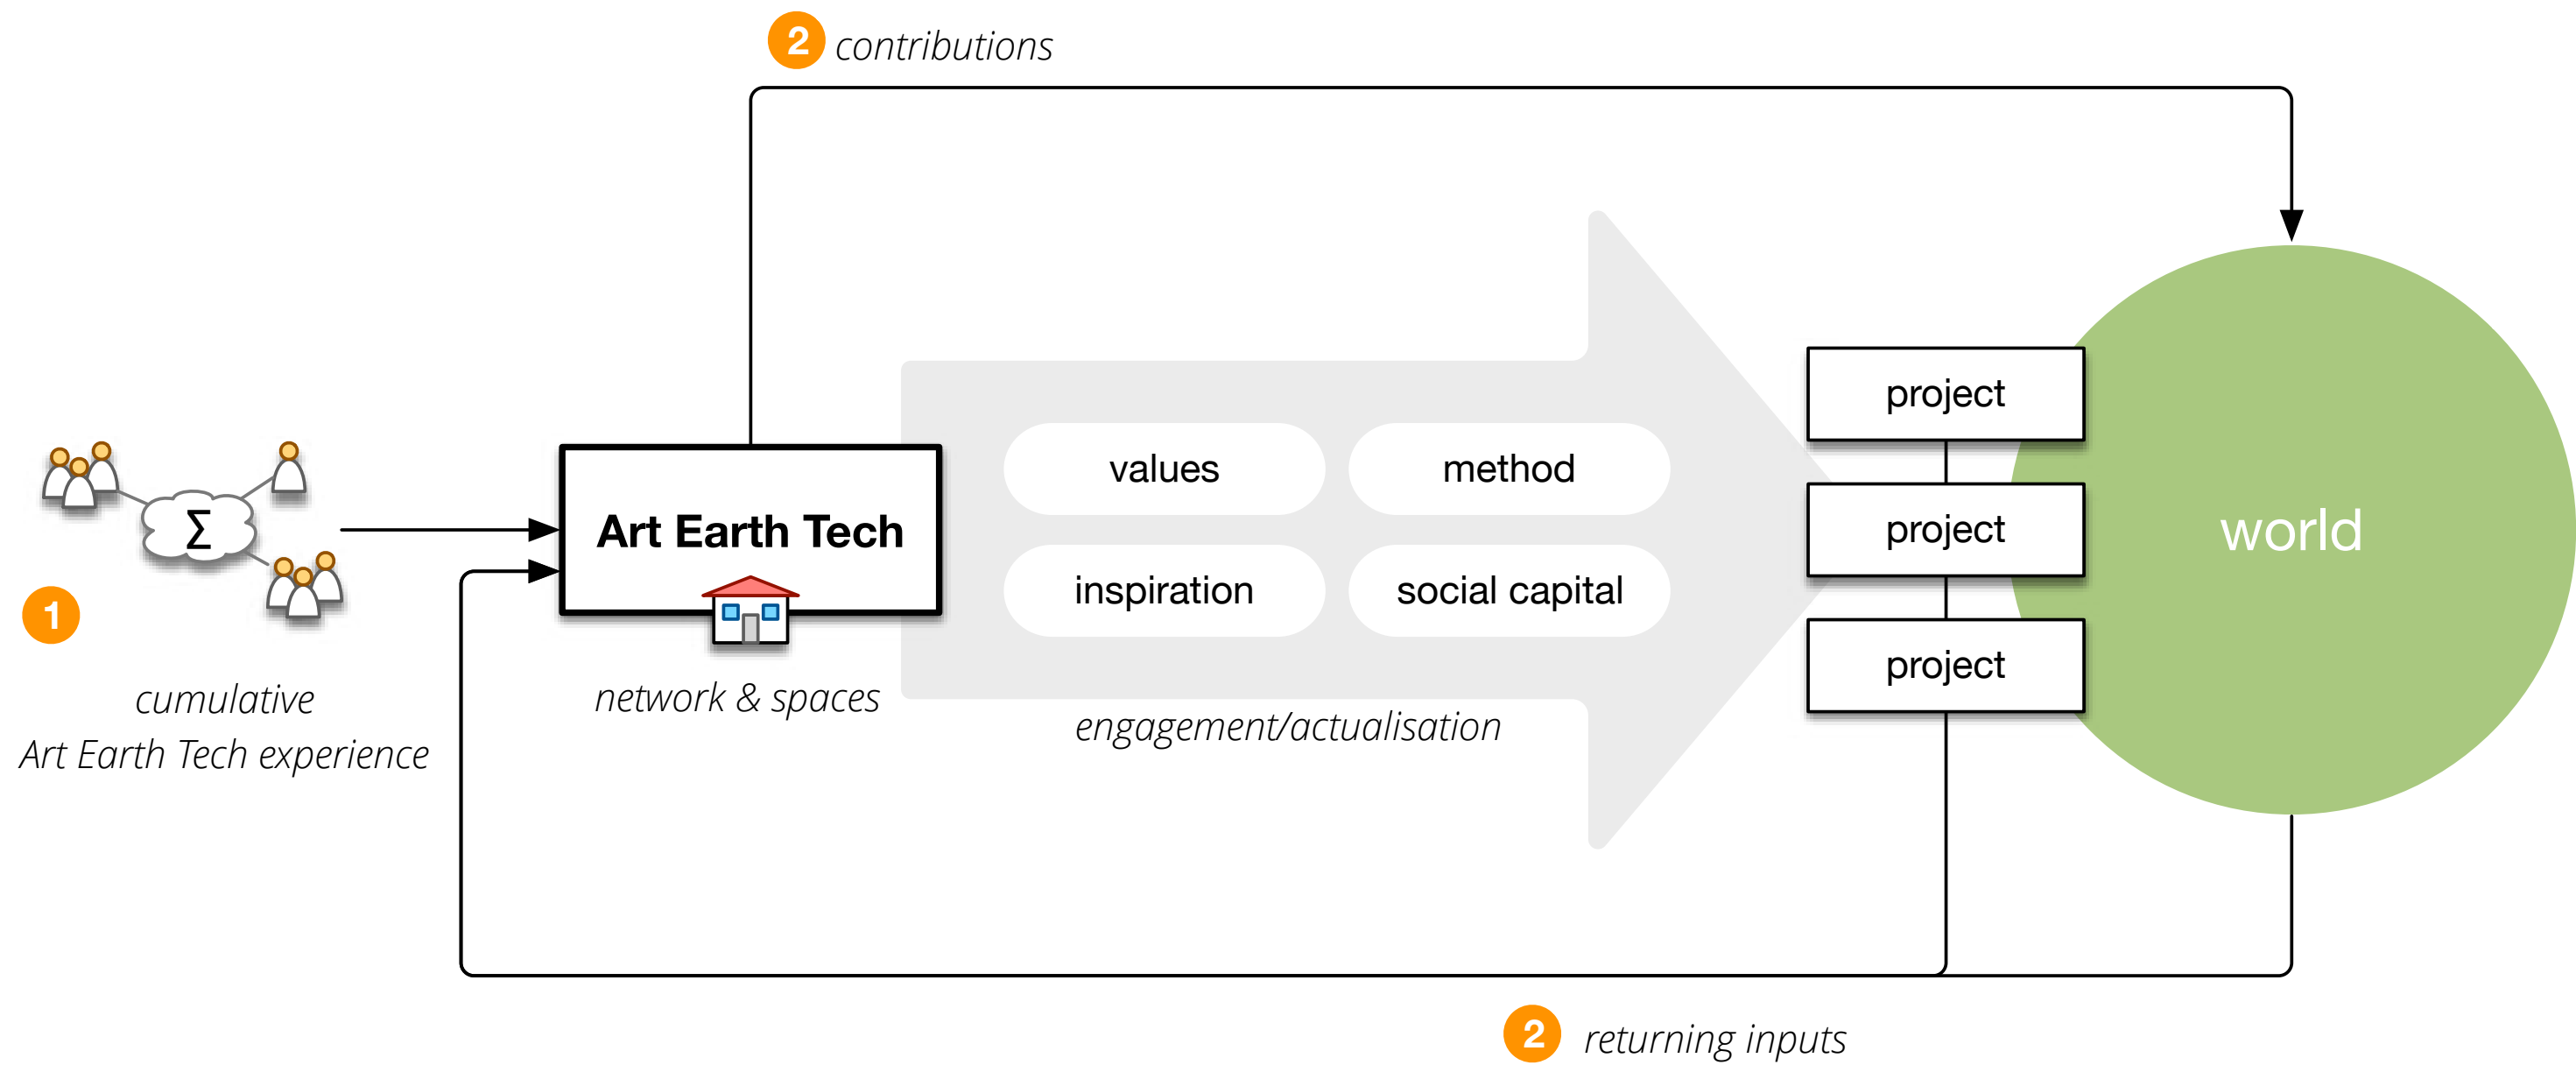 2 contributions
values
method
project
Σ
Art Earth Tech
project
world
inspiration
social capital
1
project
cumulative
Art Earth Tech experience
network & spaces
engagement/actualisation
2 returning inputs